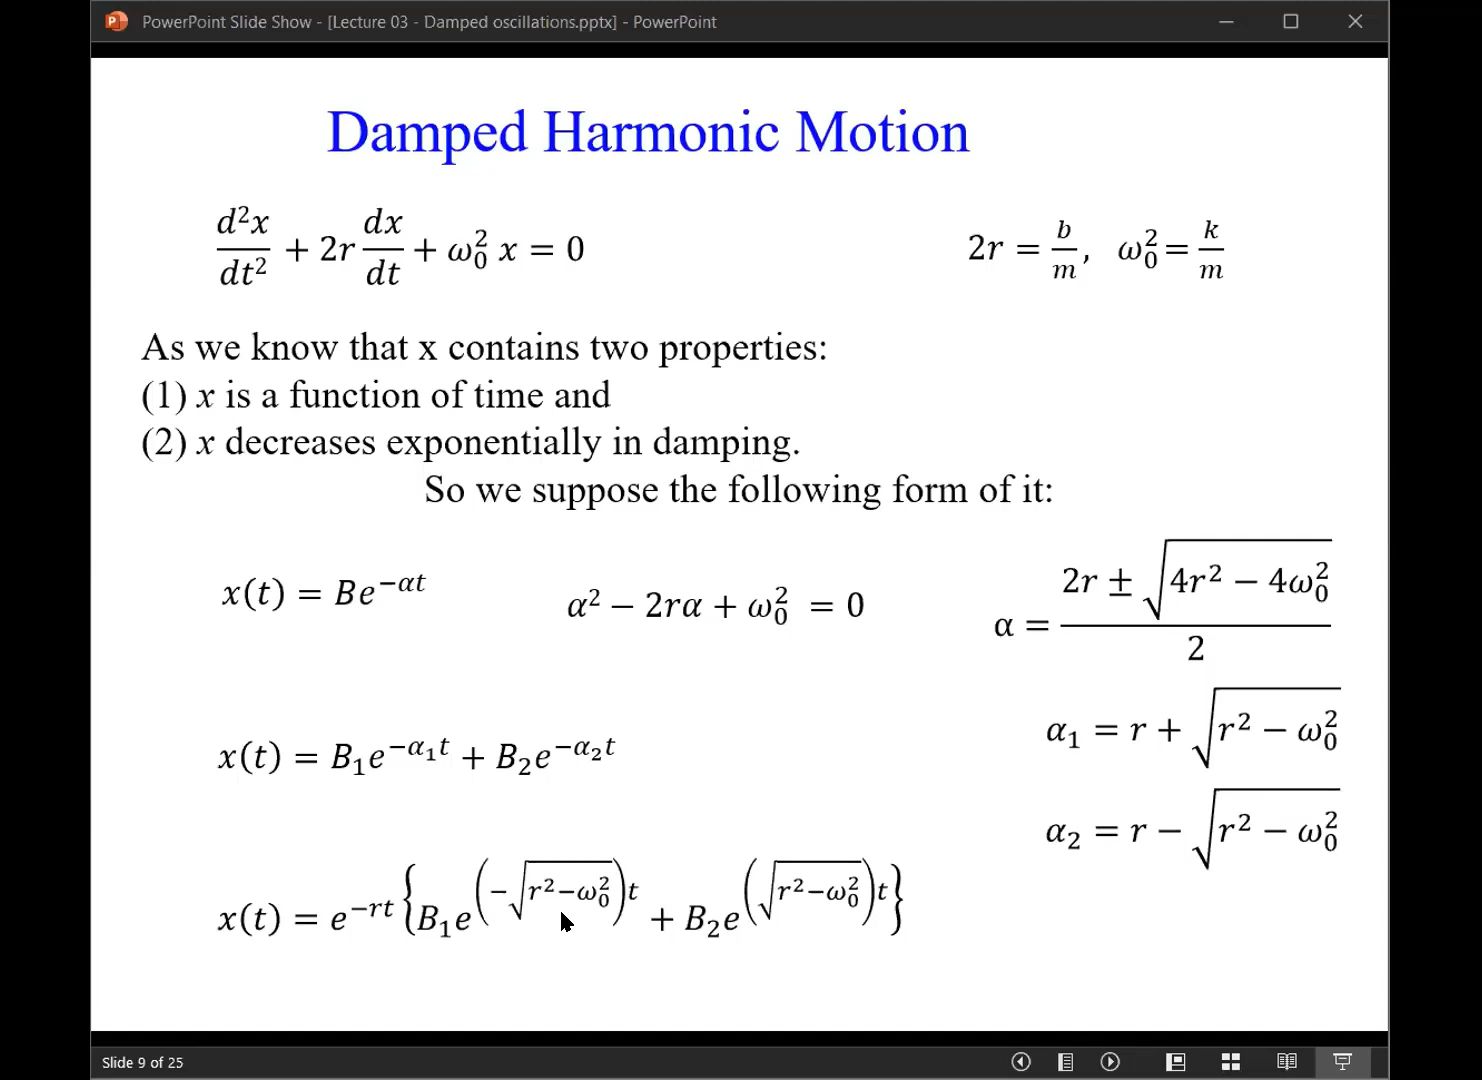 PowerPoint Slide Show - [Lecture 03 - Damped oscillations.pptx] - PowerPoint
Damped Harmonic Motion
d²x/dt² + 2r dx/dt + ω₀² x = 0
2r = b/m, ω₀² = k/m
As we know that x contains two properties:
(1) x is a function of time and
(2) x decreases exponentially in damping.
So we suppose the following form of it:
x(t) = Be^(−αt)
α² − 2rα + ω₀² = 0
α = (2r ± √(4r² − 4ω₀²))/2
α₁ = r + √(r² − ω₀²)
x(t) = B₁e^(−α₁t) + B₂e^(−α₂t)
α₂ = r − √(r² − ω₀²)
x(t) = e^(−rt) {B₁e^((−√(r²−ω₀²))t) + B₂e^((√(r²−ω₀²))t)}
Slide 9 of 25